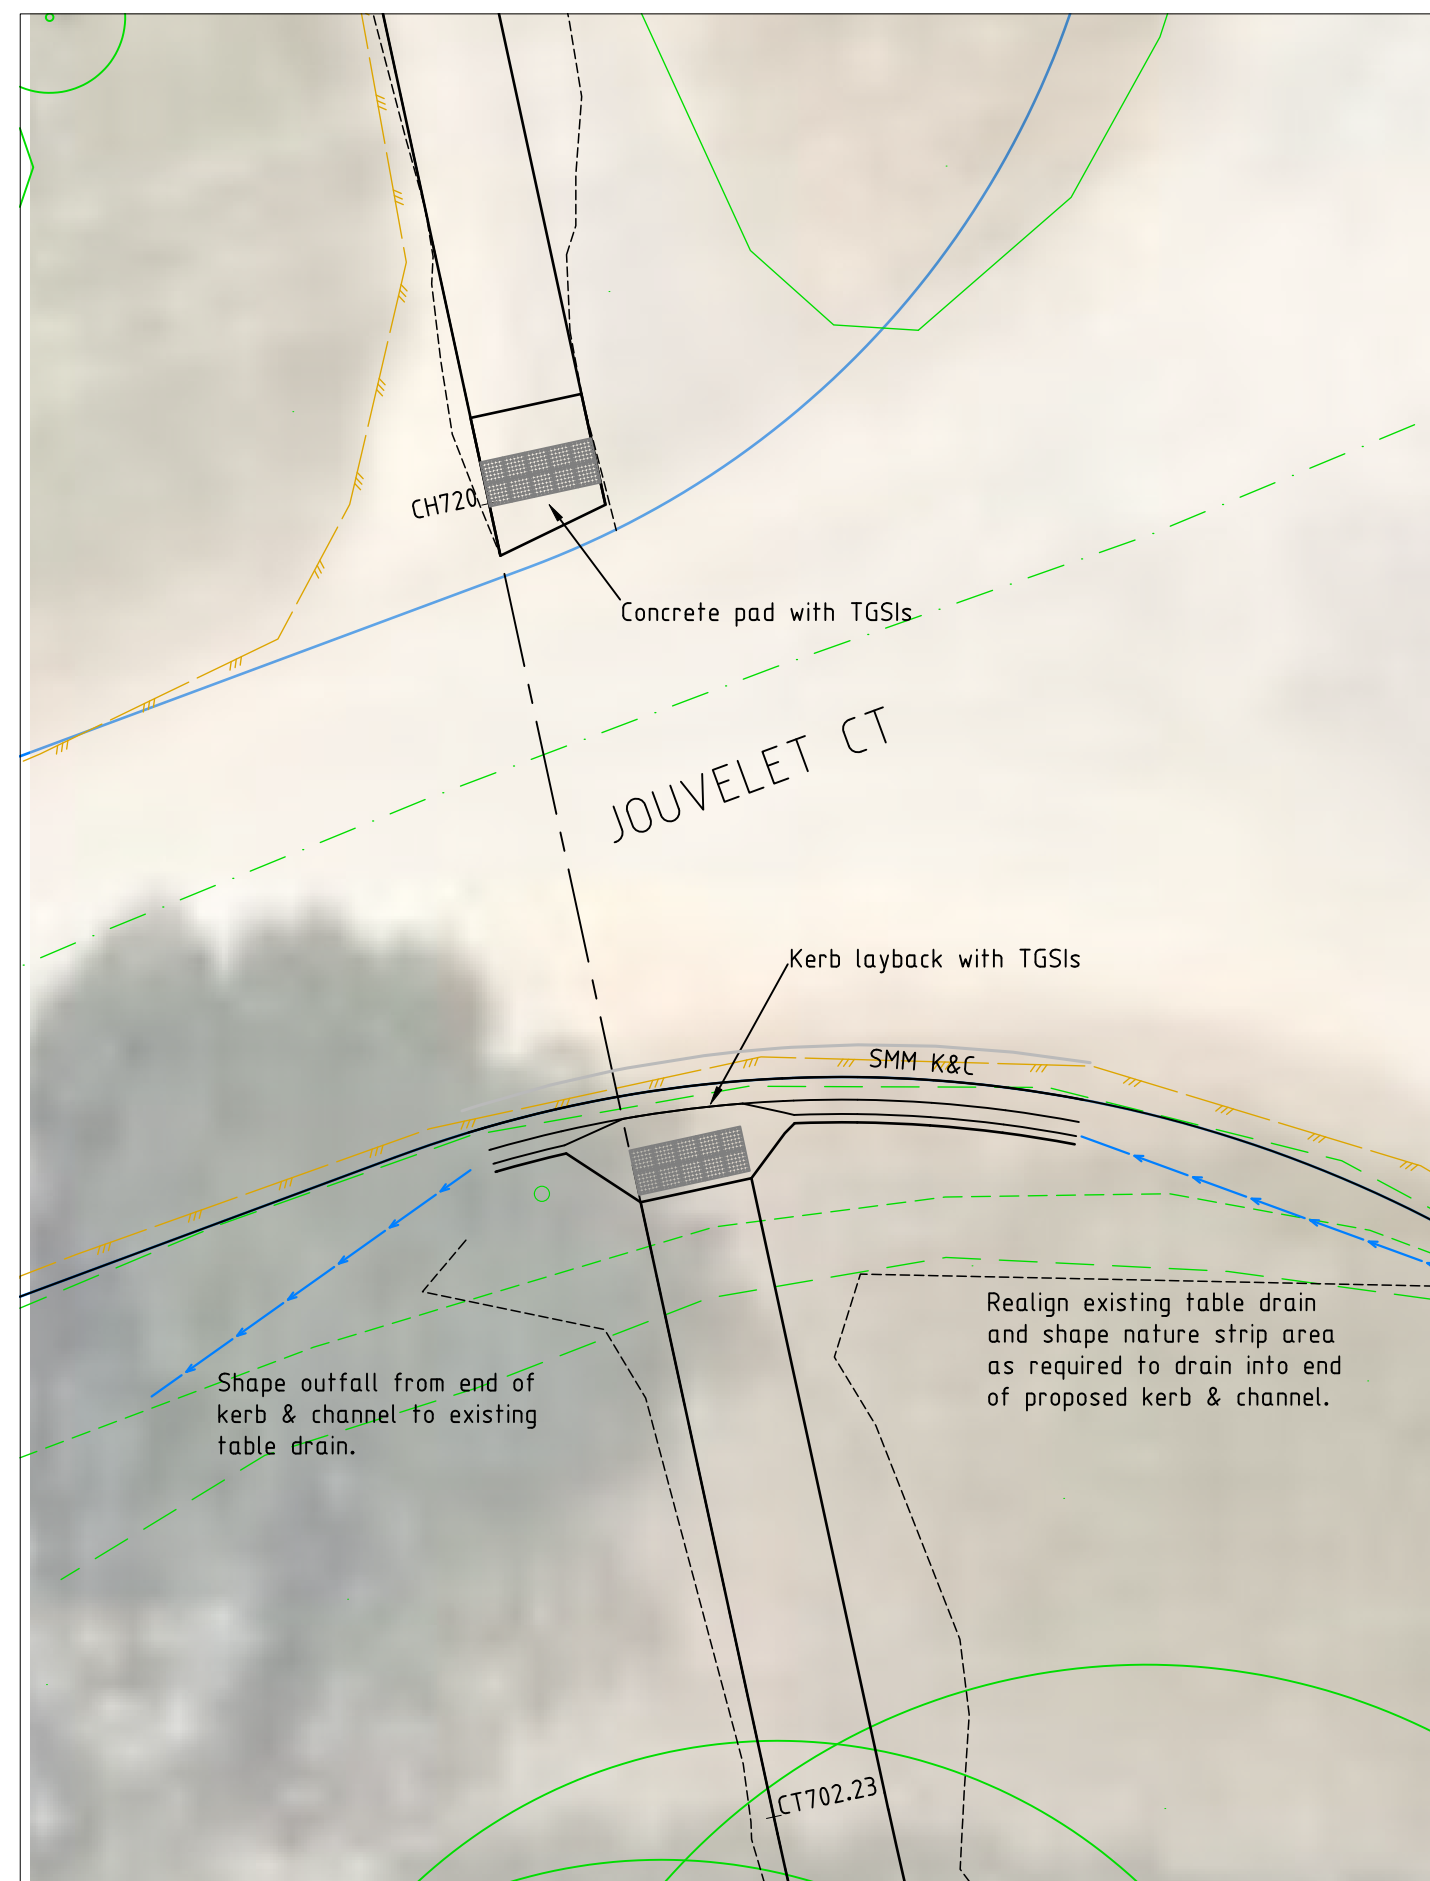 CH720
Concrete pad with TGSIs
JOUVELET CT
Kerb layback with TGSIs
SMM K&C
Realign existing table drain
and shape nature strip area
as required to drain into end
of proposed kerb & channel.
Shape outfall from end of
kerb & channel to existing
table drain.
CT702.23